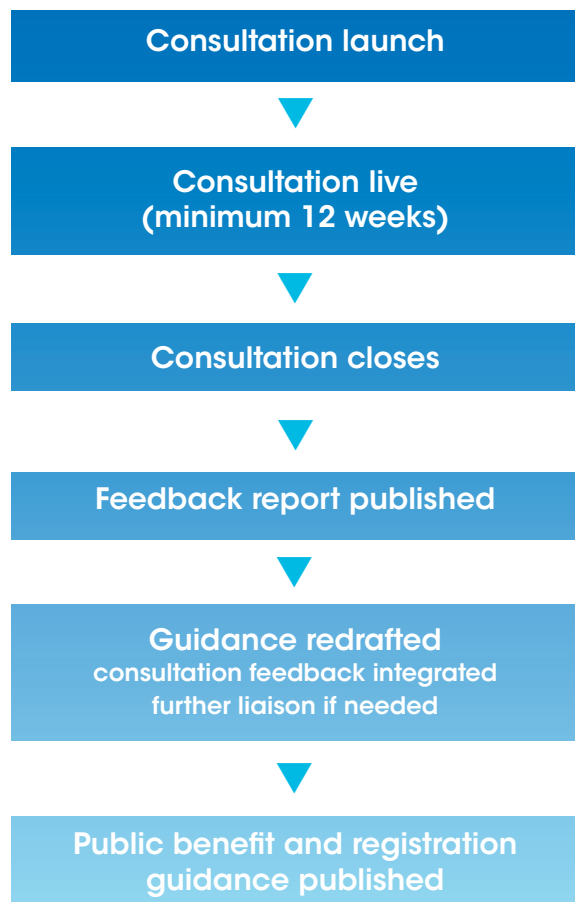 Consultation launch
Consultation live
(minimum 12 weeks)
Consultation closes
Feedback report published
Guidance redrafted
consultation feedback integrated
further liaison if needed
Public benefit and registration
guidance published